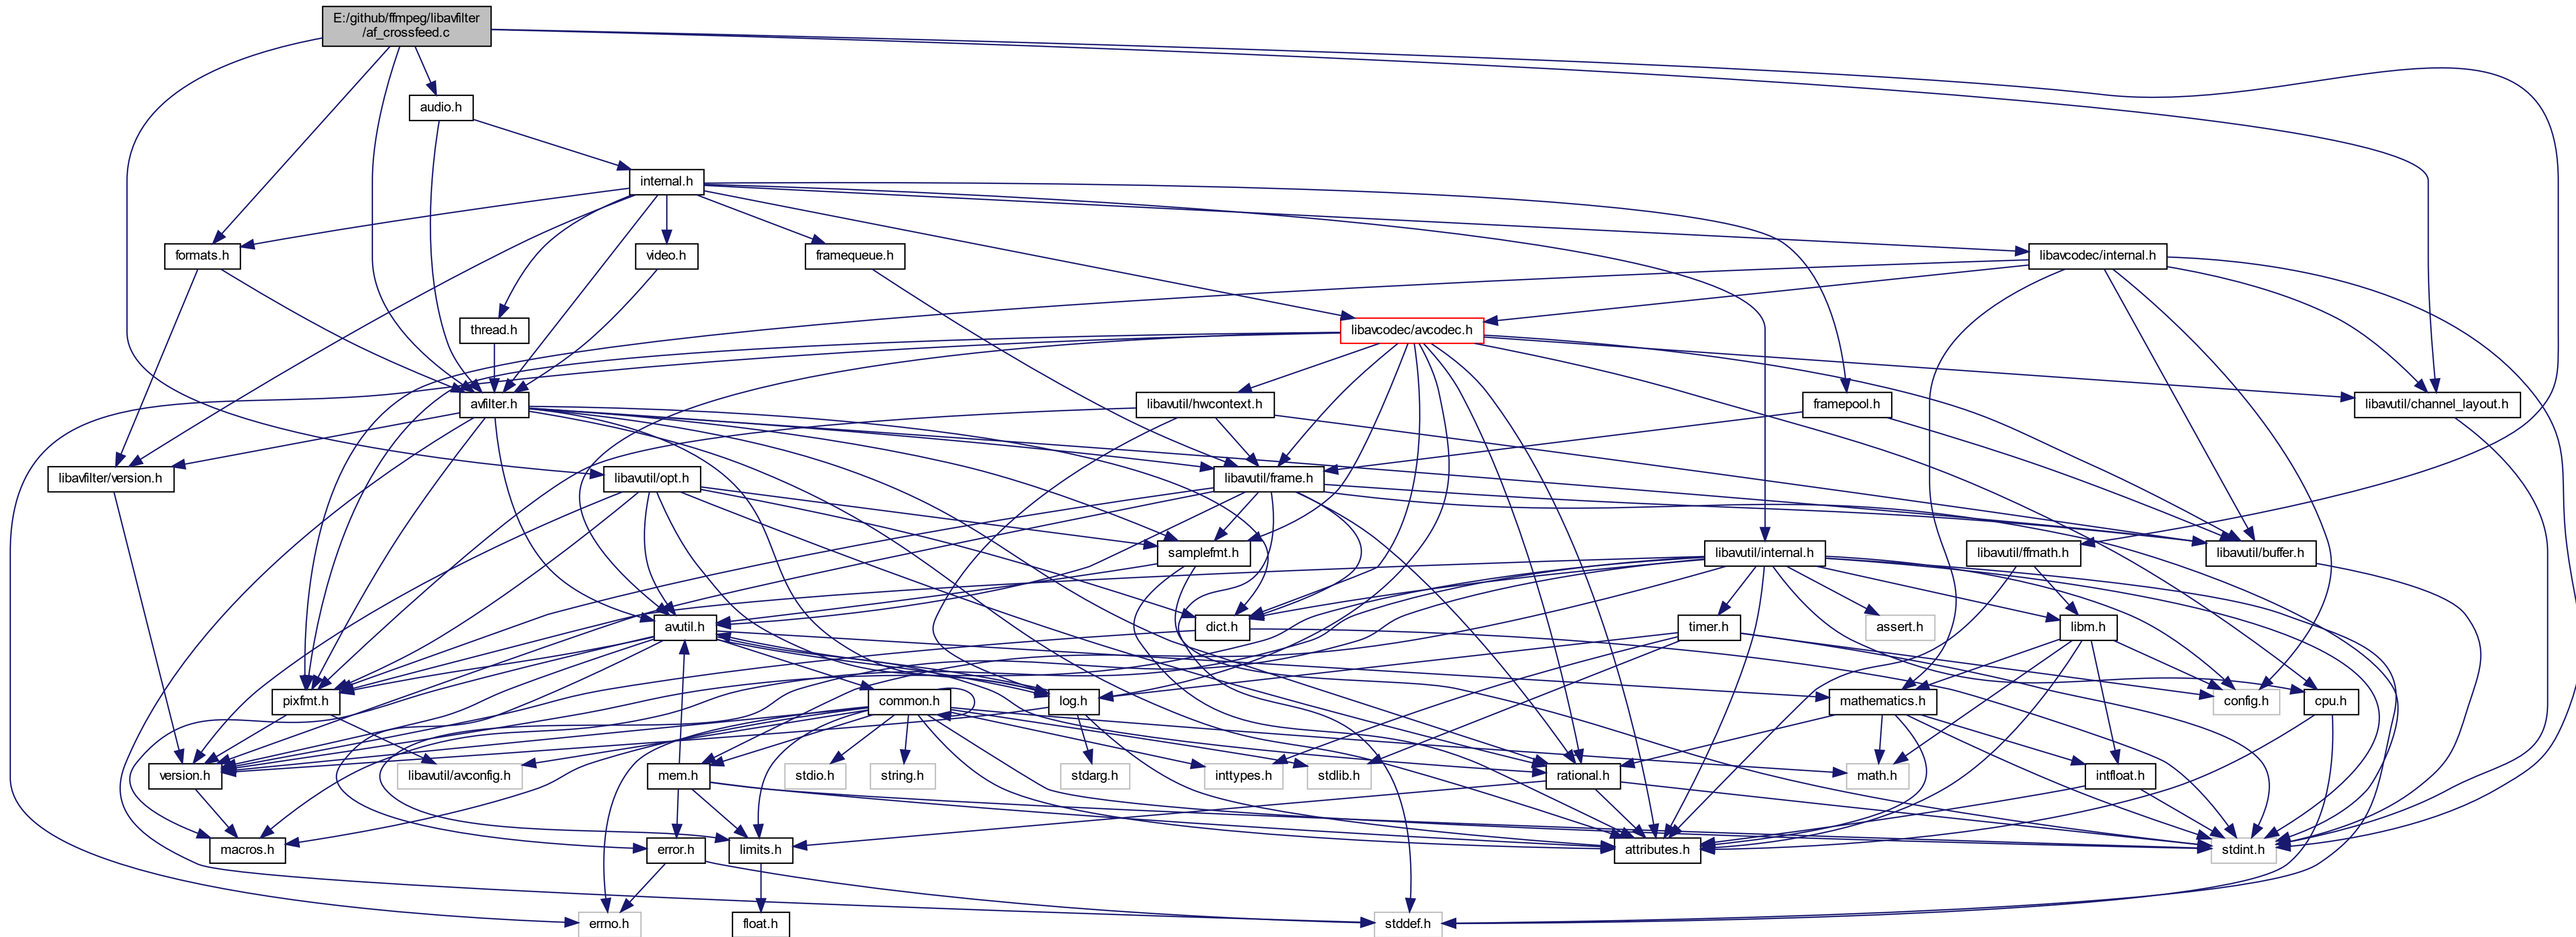 E:/github/ffmpeg/libavfilter
/af_crossfeed.c
audio.h
internal.h
formats.h
video.h
framequeue.h
libavcodec/internal.h
thread.h
libavcodec/avcodec.h
avfilter.h
libavutil/hwcontext.h
framepool.h
libavutil/channel_layout.h
libavfilter/version.h
libavutil/opt.h
libavutil/frame.h
samplefmt.h
libavutil/internal.h
libavutil/ffmath.h
libavutil/buffer.h
avutil.h
dict.h
timer.h
assert.h
libm.h
pixfmt.h
common.h
log.h
mathematics.h
config.h
cpu.h
version.h
libavutil/avconfig.h
mem.h
stdio.h
string.h
stdarg.h
inttypes.h
stdlib.h
rational.h
math.h
intfloat.h
macros.h
error.h
limits.h
attributes.h
stdint.h
errno.h
float.h
stddef.h